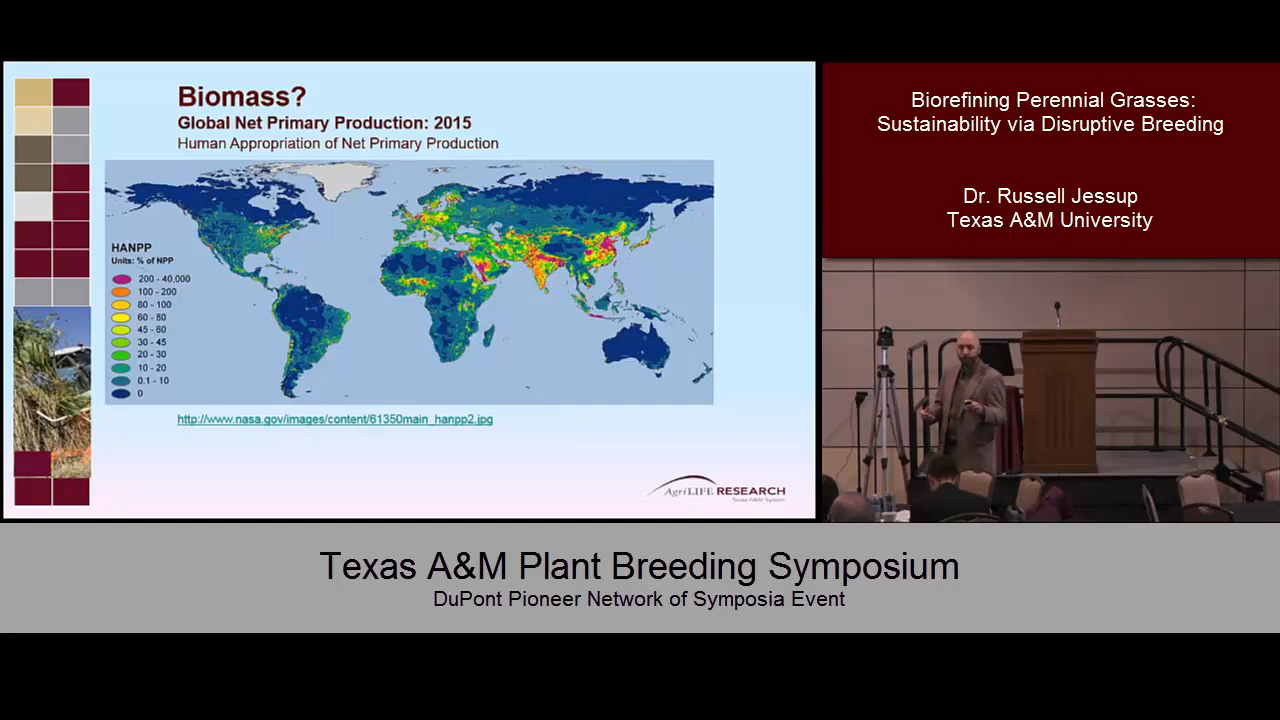 Biomass?
Global Net Primary Production: 2015
Human Appropriation of Net Primary Production
HANPP
Units: % of NPP
200 - 40,000
100 - 200
80 - 100
60 - 80
45 - 60
30 - 45
20 - 30
10 - 20
0.1 - 10
0
http://www.nasa.gov/images/content/61350main_hanpp2.jpg
AgriLIFE RESEARCH
Texas A&M System
Biorefining Perennial Grasses:
Sustainability via Disruptive Breeding
Dr. Russell Jessup
Texas A&M University
Texas A&M Plant Breeding Symposium
DuPont Pioneer Network of Symposia Event